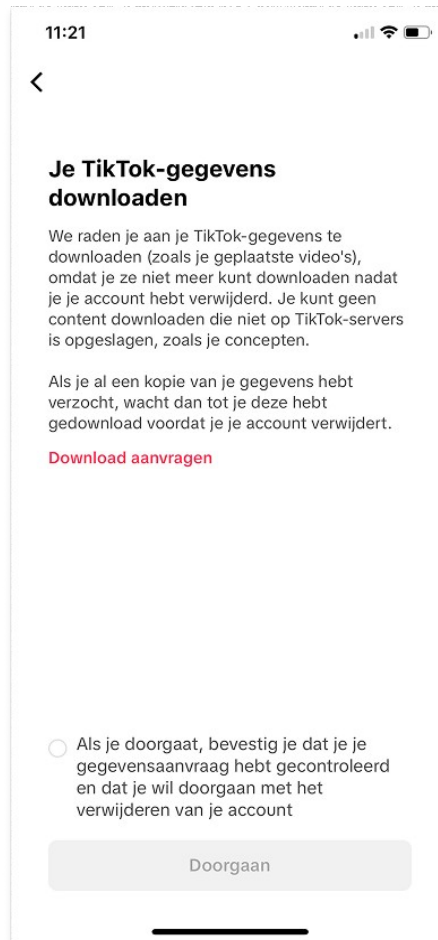 11:21
Je TikTok-gegevens
downloaden
We raden je aan je TikTok-gegevens te
downloaden (zoals je geplaatste video's),
omdat je ze niet meer kunt downloaden nadat
je je account hebt verwijderd. Je kunt geen
content downloaden die niet op TikTok-servers
is opgeslagen, zoals je concepten.
Als je al een kopie van je gegevens hebt
verzocht, wacht dan tot je deze hebt
gedownload voordat je je account verwijdert.
Download aanvragen
Als je doorgaat, bevestig je dat je je
gegevensaanvraag hebt gecontroleerd
en dat je wil doorgaan met het
verwijderen van je account
Doorgaan